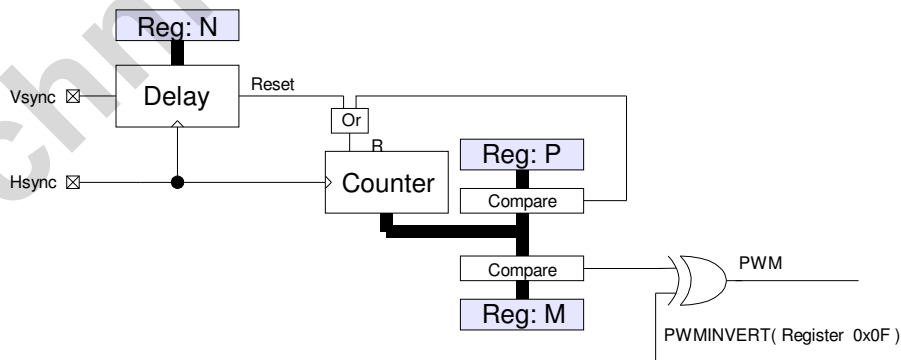 Reg: N
Vsync
Delay
Reset
Or
R
Hsync
Counter
Reg: P
Compare
Compare
PWM
Reg: M
PWMINVERT( Register 0x0F )